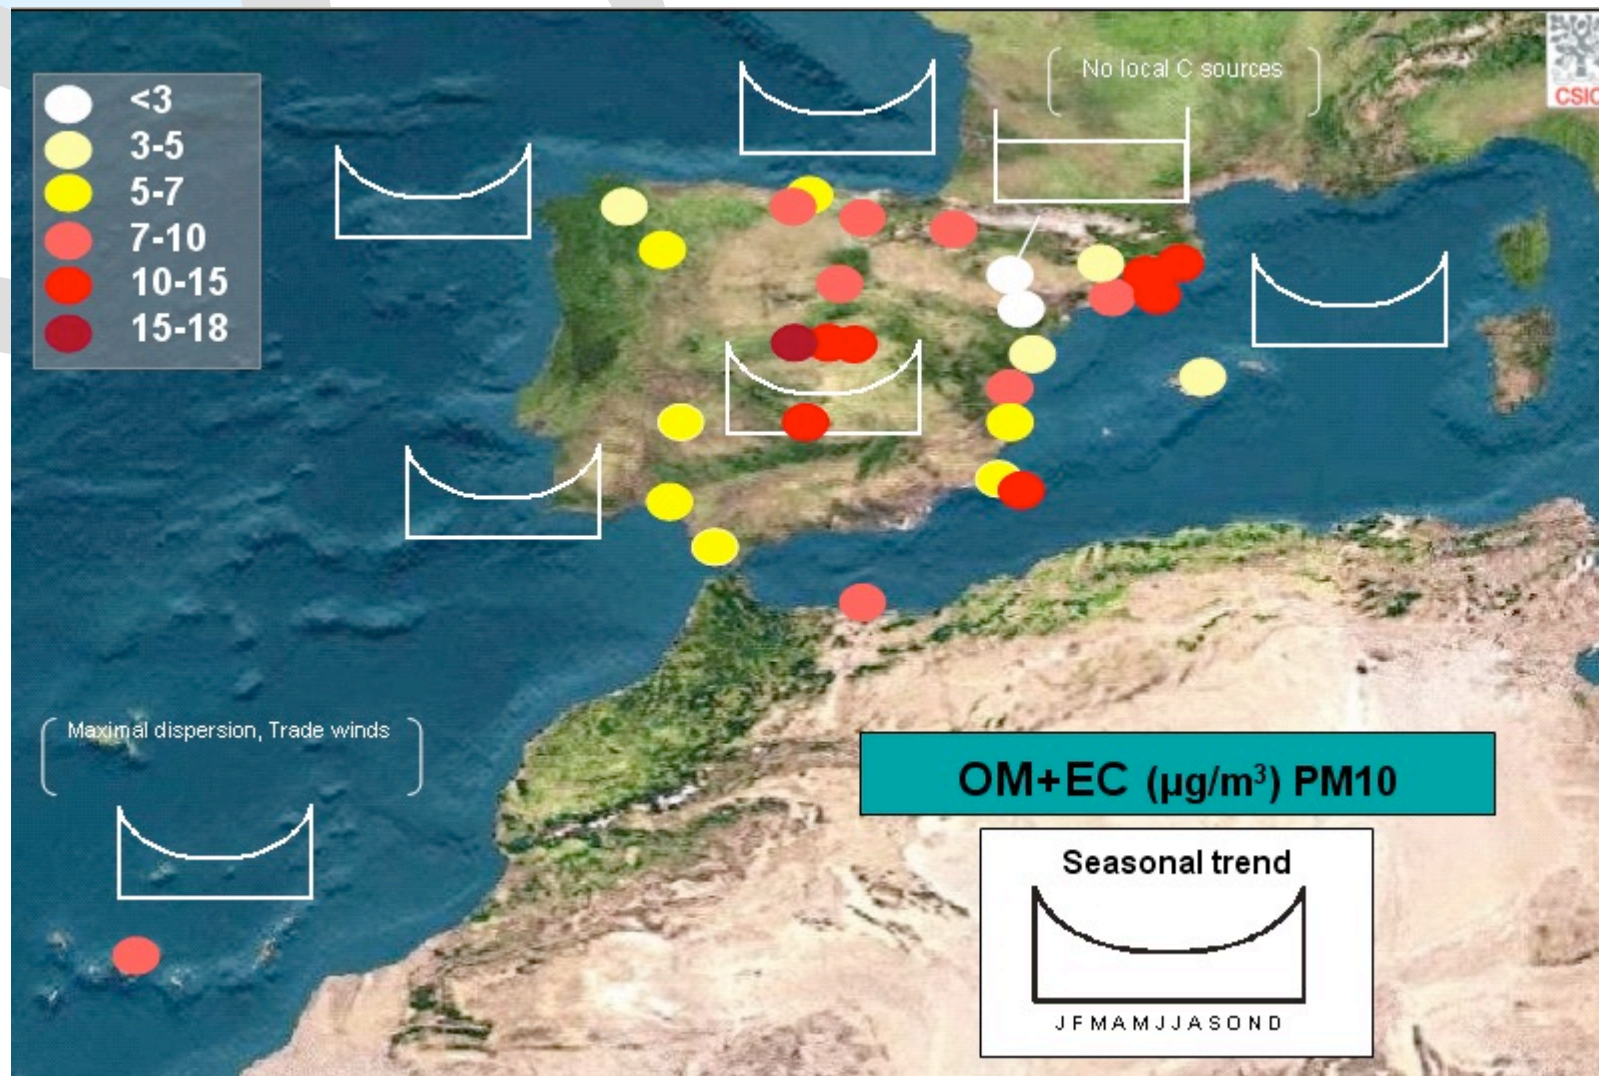 No local C sources
CSIC
<3
3-5
5-7
7-10
10-15
15-18
Maximal dispersion, Trade winds
OM+EC (µg/m³) PM10
Seasonal trend
J F M A M J J A S O N D